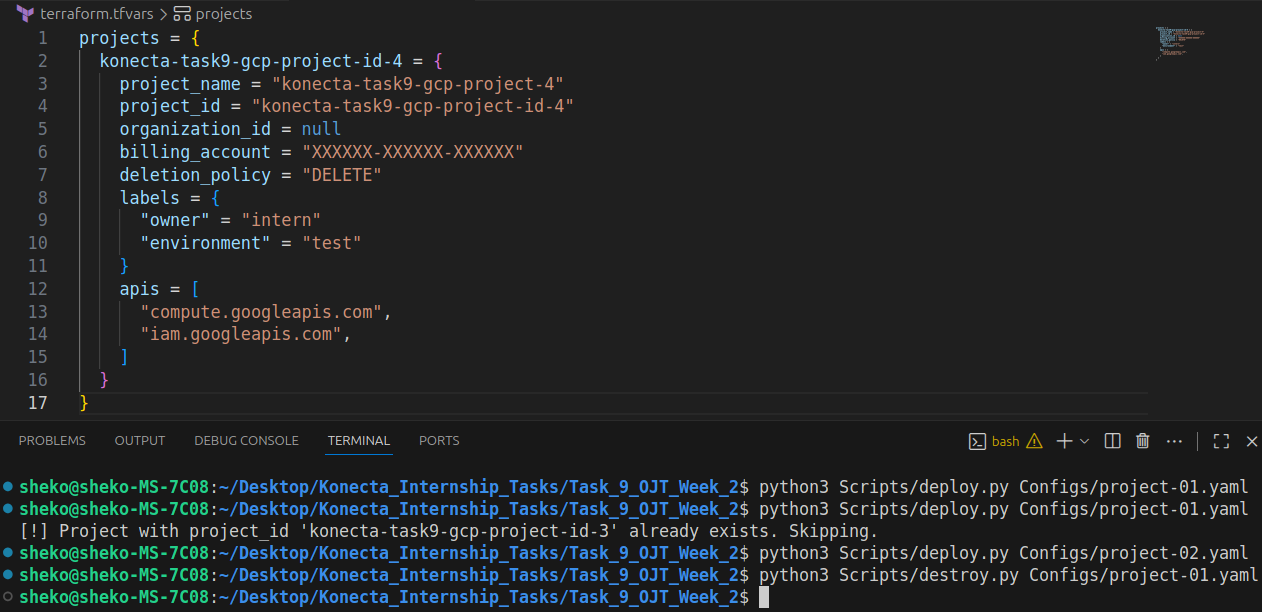 terraform.tfvars > projects
1 projects = {
2 konecta-task9-gcp-project-id-4 = {
3 project_name = "konecta-task9-gcp-project-4"
4 project_id = "konecta-task9-gcp-project-id-4"
5 organization_id = null
6 billing_account = "XXXXXX-XXXXXX-XXXXXX"
7 deletion_policy = "DELETE"
8 labels = {
9 "owner" = "intern"
10 "environment" = "test"
11 }
12 apis = [
13 "compute.googleapis.com",
14 "iam.googleapis.com",
15 ]
16 }
17 }
PROBLEMS OUTPUT DEBUG CONSOLE TERMINAL PORTS bash
sheko@sheko-MS-7C08:~/Desktop/Konecta_Internship_Tasks/Task_9_OJT_Week_2$ python3 Scripts/deploy.py Configs/project-01.yaml
sheko@sheko-MS-7C08:~/Desktop/Konecta_Internship_Tasks/Task_9_OJT_Week_2$ python3 Scripts/deploy.py Configs/project-01.yaml
[!] Project with project_id 'konecta-task9-gcp-project-id-3' already exists. Skipping.
sheko@sheko-MS-7C08:~/Desktop/Konecta_Internship_Tasks/Task_9_OJT_Week_2$ python3 Scripts/deploy.py Configs/project-02.yaml
sheko@sheko-MS-7C08:~/Desktop/Konecta_Internship_Tasks/Task_9_OJT_Week_2$ python3 Scripts/destroy.py Configs/project-01.yaml
sheko@sheko-MS-7C08:~/Desktop/Konecta_Internship_Tasks/Task_9_OJT_Week_2$